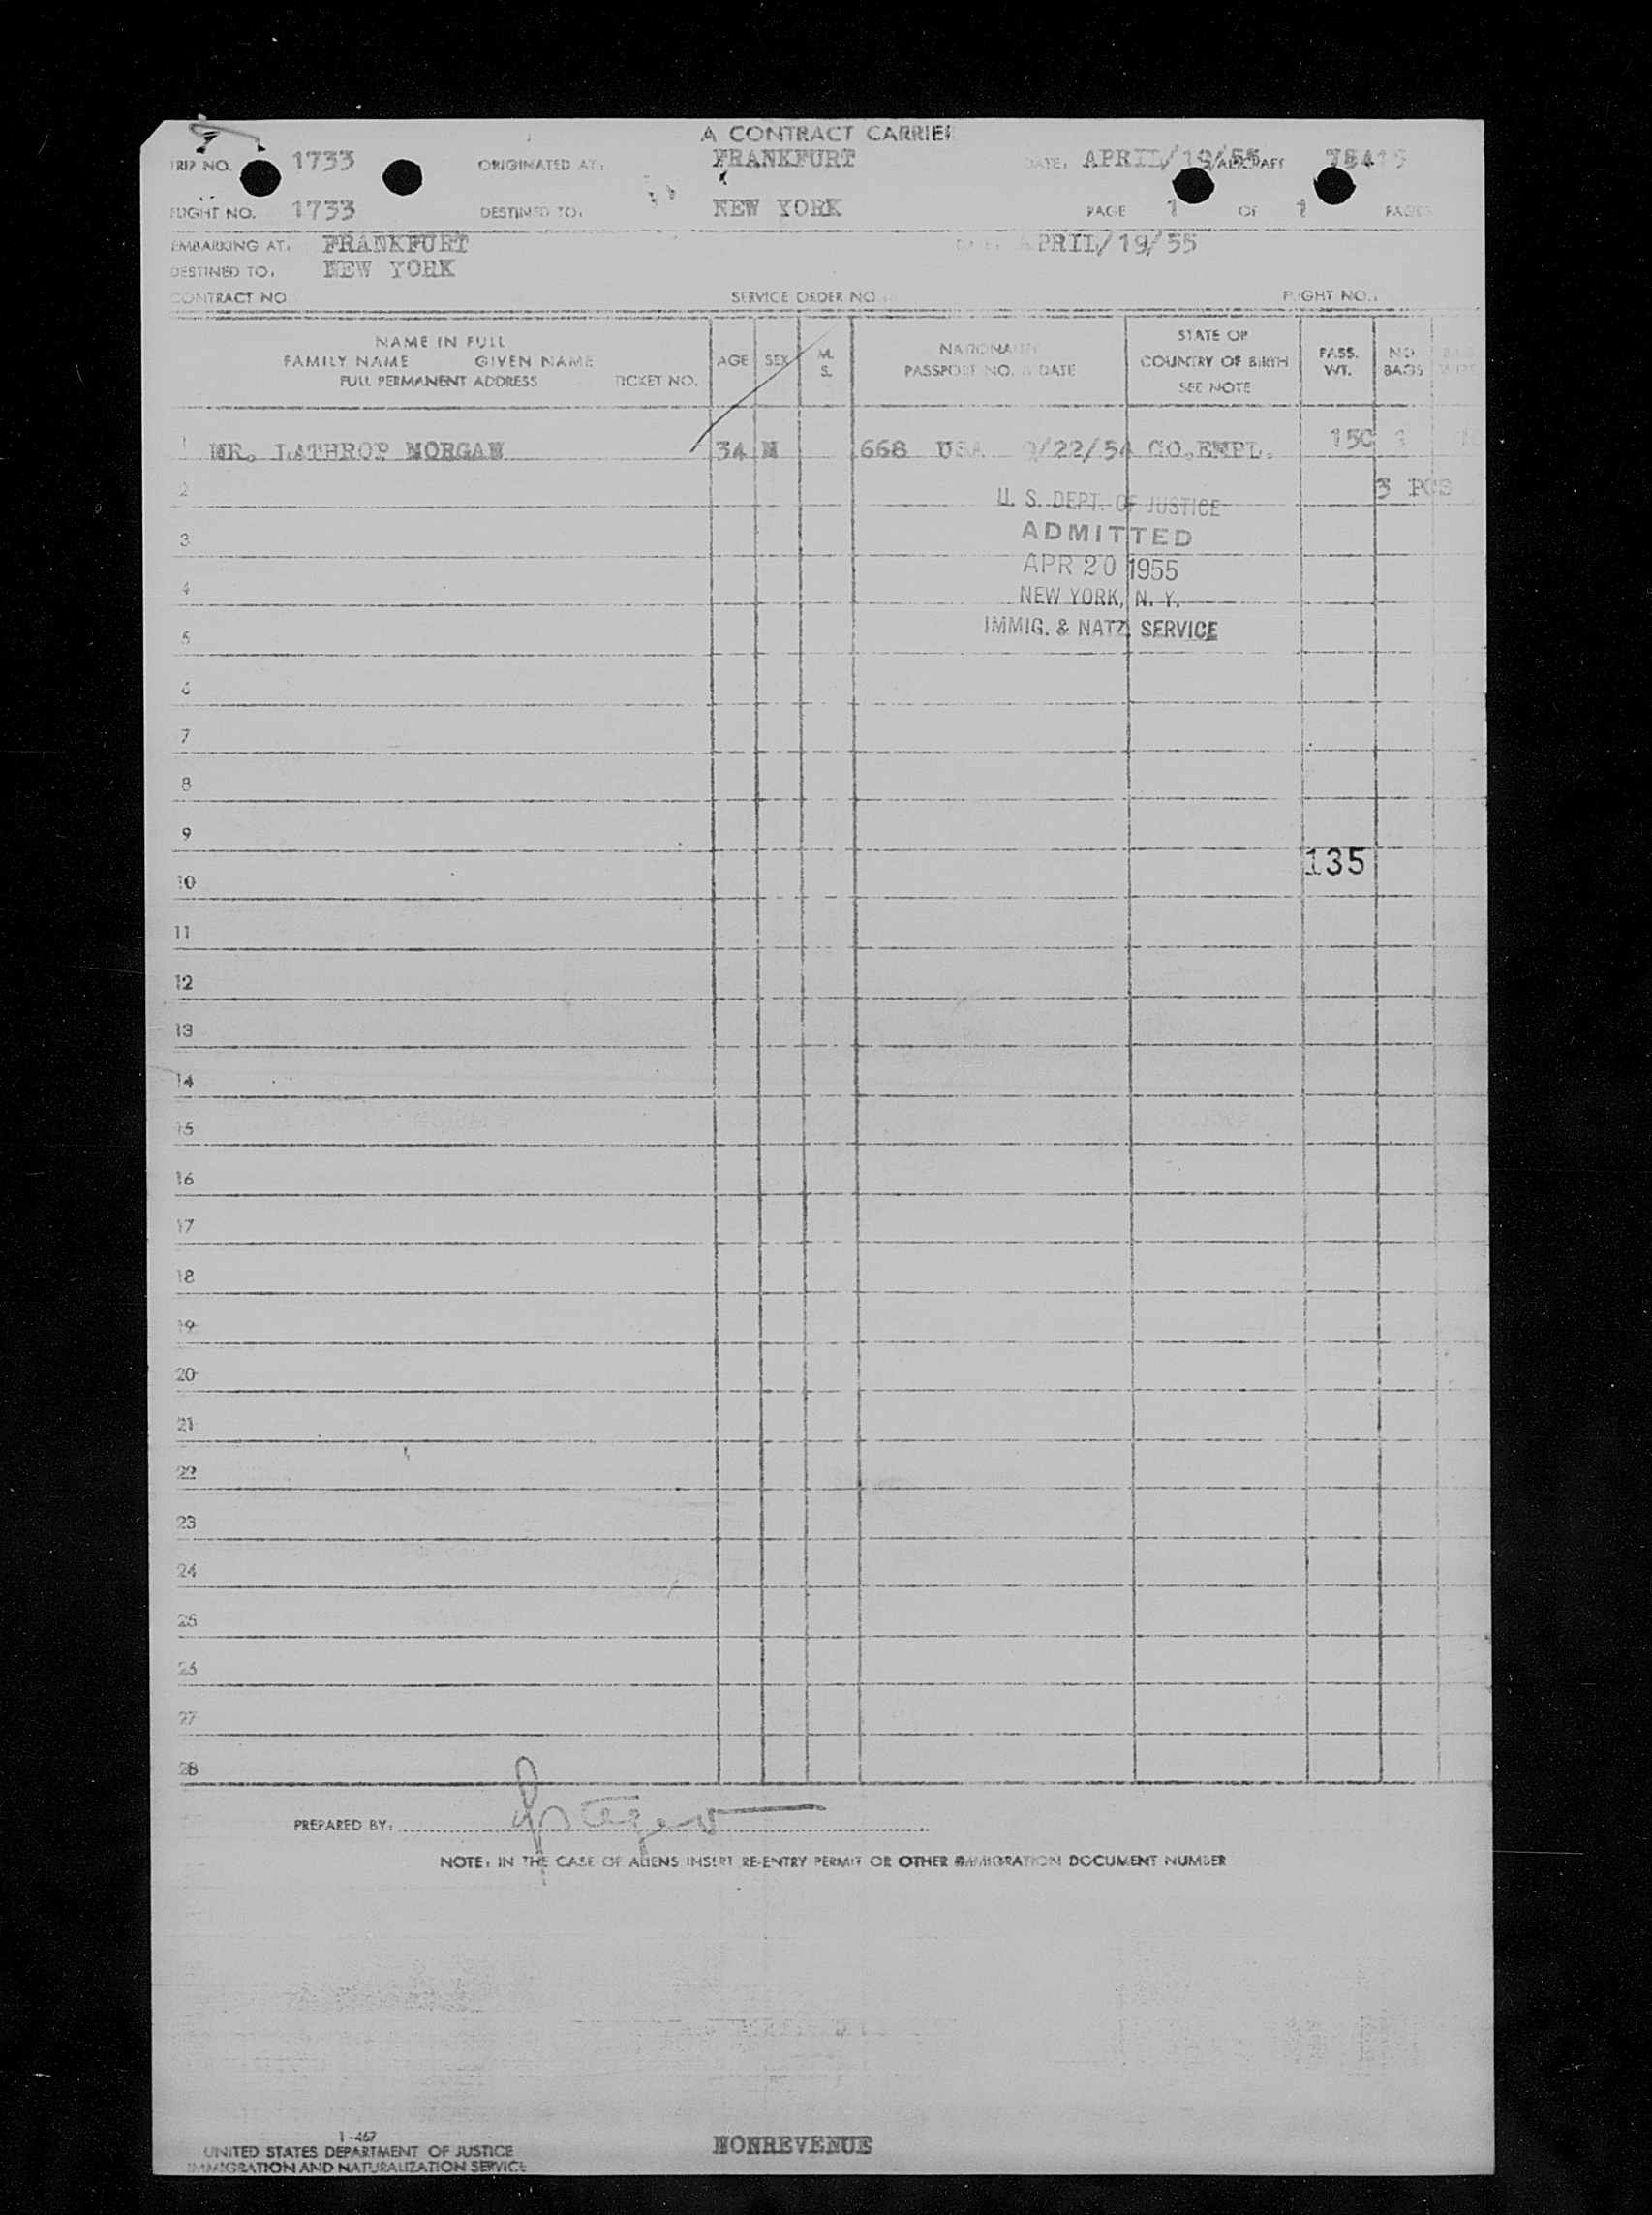 A CONTRACT CARRIER
TRIP NO. 1733 ORIGINATED AT: FRANKFURT DATE: APRIL/19/55 AIRCRAFT
FLIGHT NO. 1733 DESTINED TO: NEW YORK PAGE 1 OF 1 PAGES
EMBARKING AT: FRANKFURT DATE: APRIL/19/55
DESTINED TO: NEW YORK
CONTRACT NO. SERVICE ORDER NO. FLIGHT NO.
NAME IN FULL
FAMILY NAME GIVEN NAME
FULL PERMANENT ADDRESS TICKET NO.
AGE
SEX
M.
S.
NATIONALITY
PASSPORT NO. & DATE
STATE OR
COUNTRY OF BIRTH
SEE NOTE
PASS.
WT.
NO.
BAGS
1 MR. LATHROP MORGAN 34 M 668 USA /22/54 CO.EMPL. 150
2 3 PCS
U. S. DEPT. OF JUSTICE
3 ADMITTED
APR 20 1955
4 NEW YORK, N. Y.
5 IMMIG. & NATZ. SERVICE
6
7
8
9
135
10
11
12
13
14
15
16
17
18
19
20
21
22
23
24
25
26
27
28
PREPARED BY:
NOTE: IN THE CASE OF ALIENS INSERT RE-ENTRY PERMIT OR OTHER IMMIGRATION DOCUMENT NUMBER
I-467
UNITED STATES DEPARTMENT OF JUSTICE
IMMIGRATION AND NATURALIZATION SERVICE
NONREVENUE